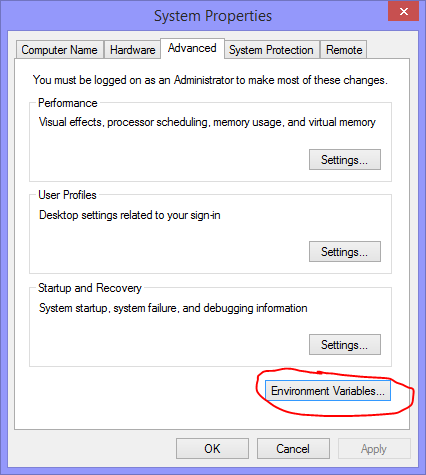 System Properties
Computer Name Hardware Advanced System Protection Remote
You must be logged on as an Administrator to make most of these changes.
Performance
Visual effects, processor scheduling, memory usage, and virtual memory
Settings...
User Profiles
Desktop settings related to your sign-in
Settings...
Startup and Recovery
System startup, system failure, and debugging information
Settings...
Environment Variables...
OK Cancel Apply